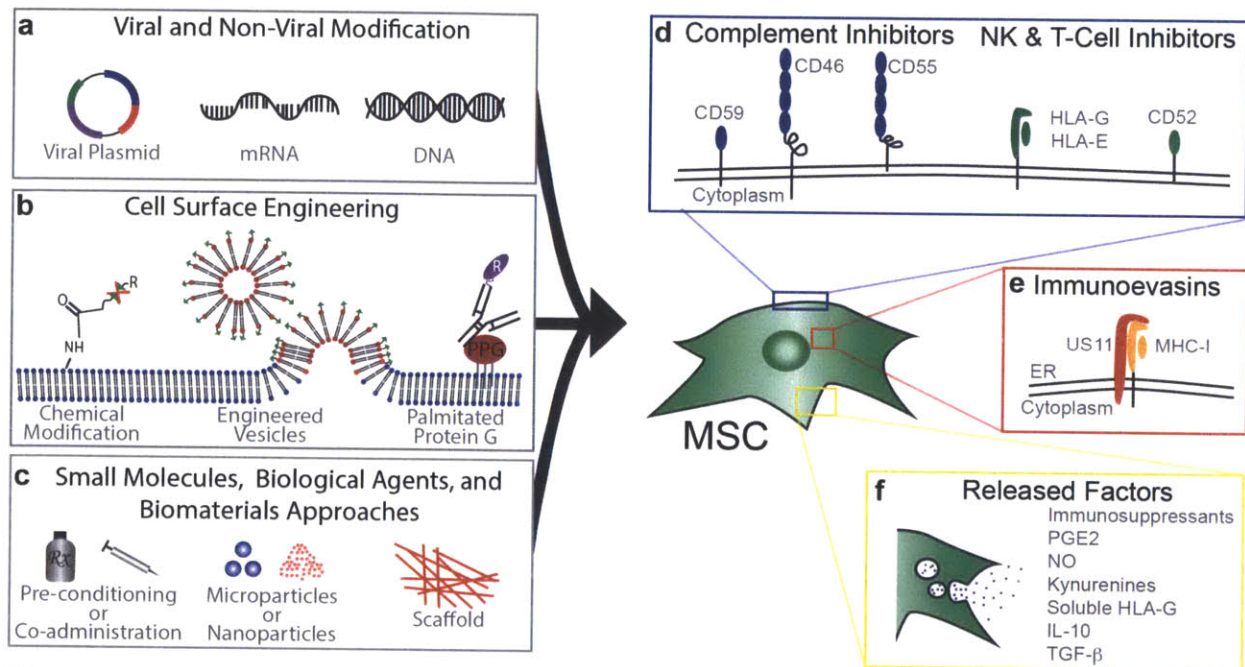 a
Viral and Non-Viral Modification
Viral Plasmid
mRNA
DNA
b
Cell Surface Engineering
R
O
NH
R
PPG
Chemical
Modification
Engineered
Vesicles
Palmitated
Protein G
c
Small Molecules, Biological Agents, and
Biomaterials Approaches
Rx
Pre-conditioning
or
Co-administration
Microparticles
or
Nanoparticles
Scaffold
d
Complement Inhibitors
NK & T-Cell Inhibitors
CD59
CD46
CD55
HLA-G
HLA-E
CD52
Cytoplasm
MSC
e
Immunoevasins
US11
MHC-I
ER
Cytoplasm
f
Released Factors
Immunosuppressants
PGE2
NO
Kynurenines
Soluble HLA-G
IL-10
TGF-β